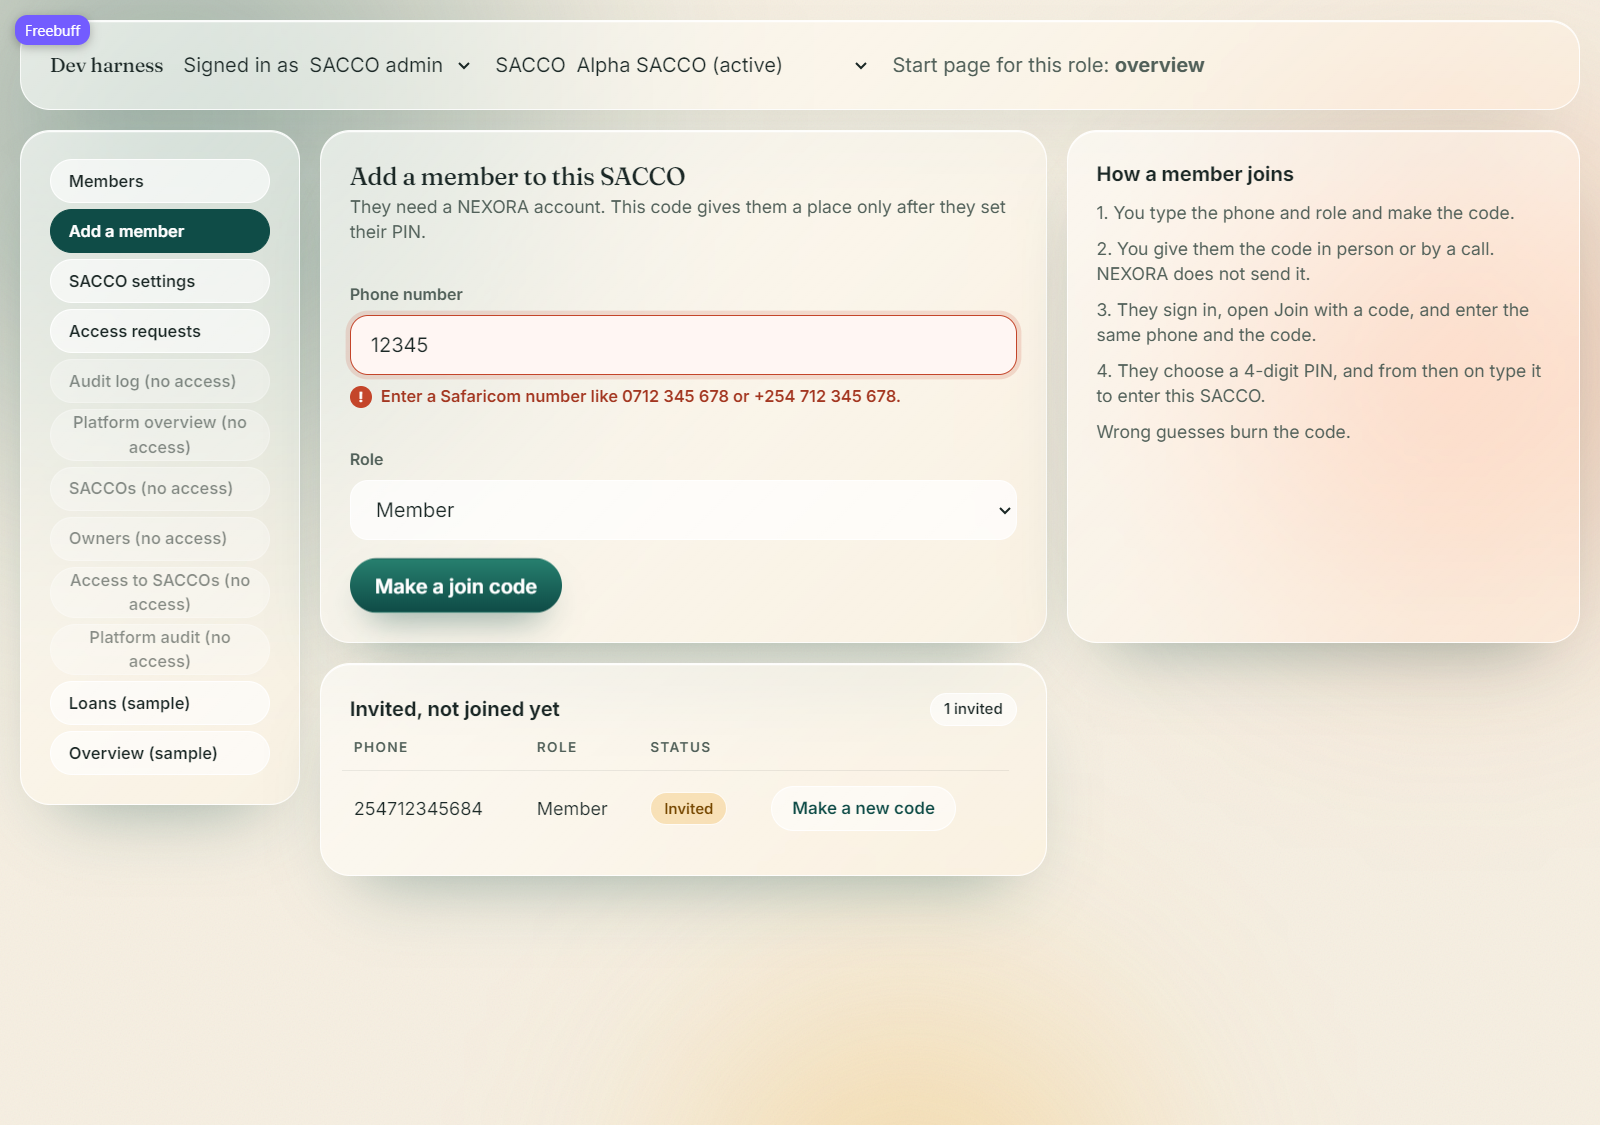 Freebuff
Dev harness
Signed in as SACCO admin
SACCO Alpha SACCO (active)
Start page for this role: overview
Members
Add a member
SACCO settings
Access requests
Audit log (no access)
Platform overview (no
access)
SACCOs (no access)
Owners (no access)
Access to SACCOs (no
access)
Platform audit (no
access)
Loans (sample)
Overview (sample)
Add a member to this SACCO
They need a NEXORA account. This code gives them a place only after they set
their PIN.
Phone number
12345
Enter a Safaricom number like 0712 345 678 or +254 712 345 678.
Role
Member
Make a join code
How a member joins
1. You type the phone and role and make the code.
2. You give them the code in person or by a call.
NEXORA does not send it.
3. They sign in, open Join with a code, and enter the
same phone and the code.
4. They choose a 4-digit PIN, and from then on type it
to enter this SACCO.
Wrong guesses burn the code.
Invited, not joined yet
1 invited
PHONE ROLE STATUS
254712345684 Member Invited Make a new code